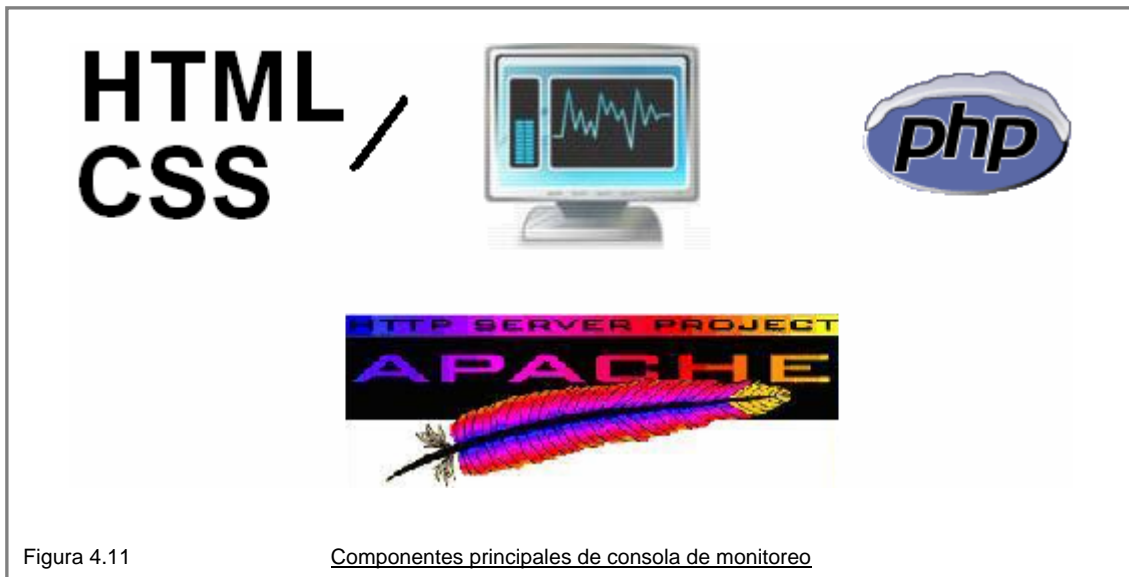 HTML /
CSS
php
HTTP SERVER PROJECT
APACHE
Figura 4.11 Componentes principales de consola de monitoreo